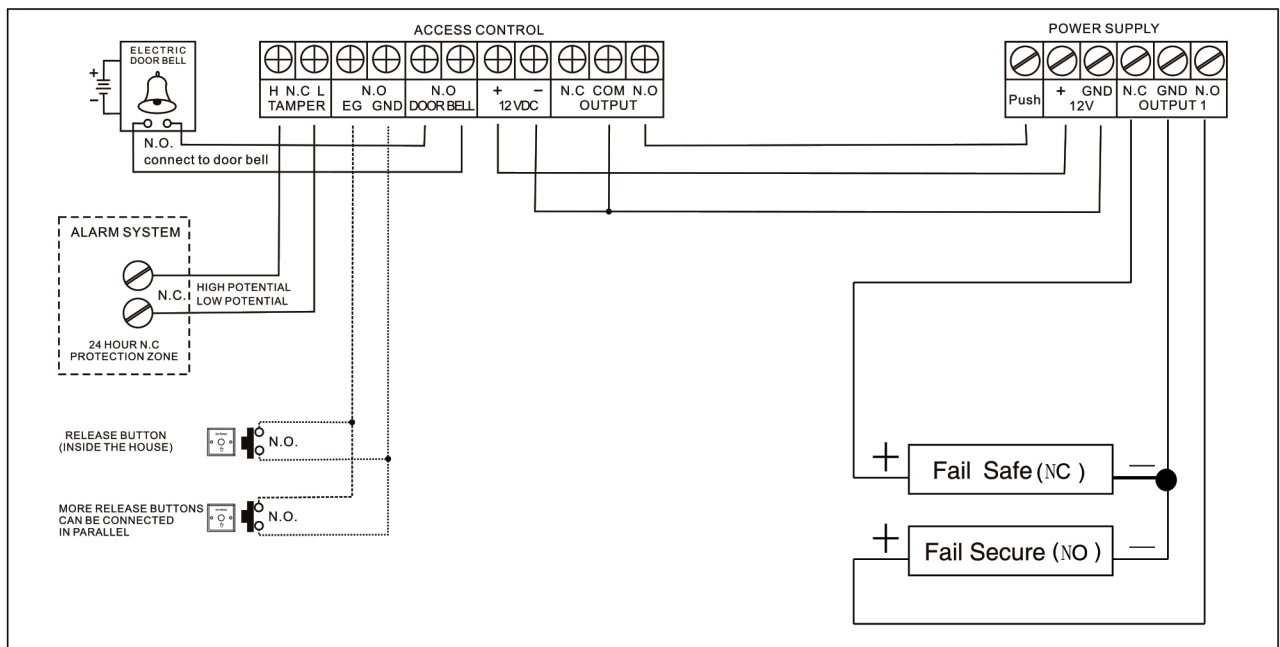 ACCESS CONTROL
POWER SUPPLY
ELECTRIC
DOOR BELL
+
−
H N.C L
TAMPER
N.O
EG GND
N.O
DOOR BELL
+ −
12 VDC
N.C COM N.O
OUTPUT
Push
+ GND
12V
N.C GND N.O
OUTPUT 1
N.O.
connect to door bell
ALARM SYSTEM
N.C.
HIGH POTENTIAL
LOW POTENTIAL
24 HOUR N.C
PROTECTION ZONE
RELEASE BUTTON
(INSIDE THE HOUSE)
N.O.
MORE RELEASE BUTTONS
CAN BE CONNECTED
IN PARALLEL
N.O.
+ Fail Safe (NC) −
+ Fail Secure (NO) −